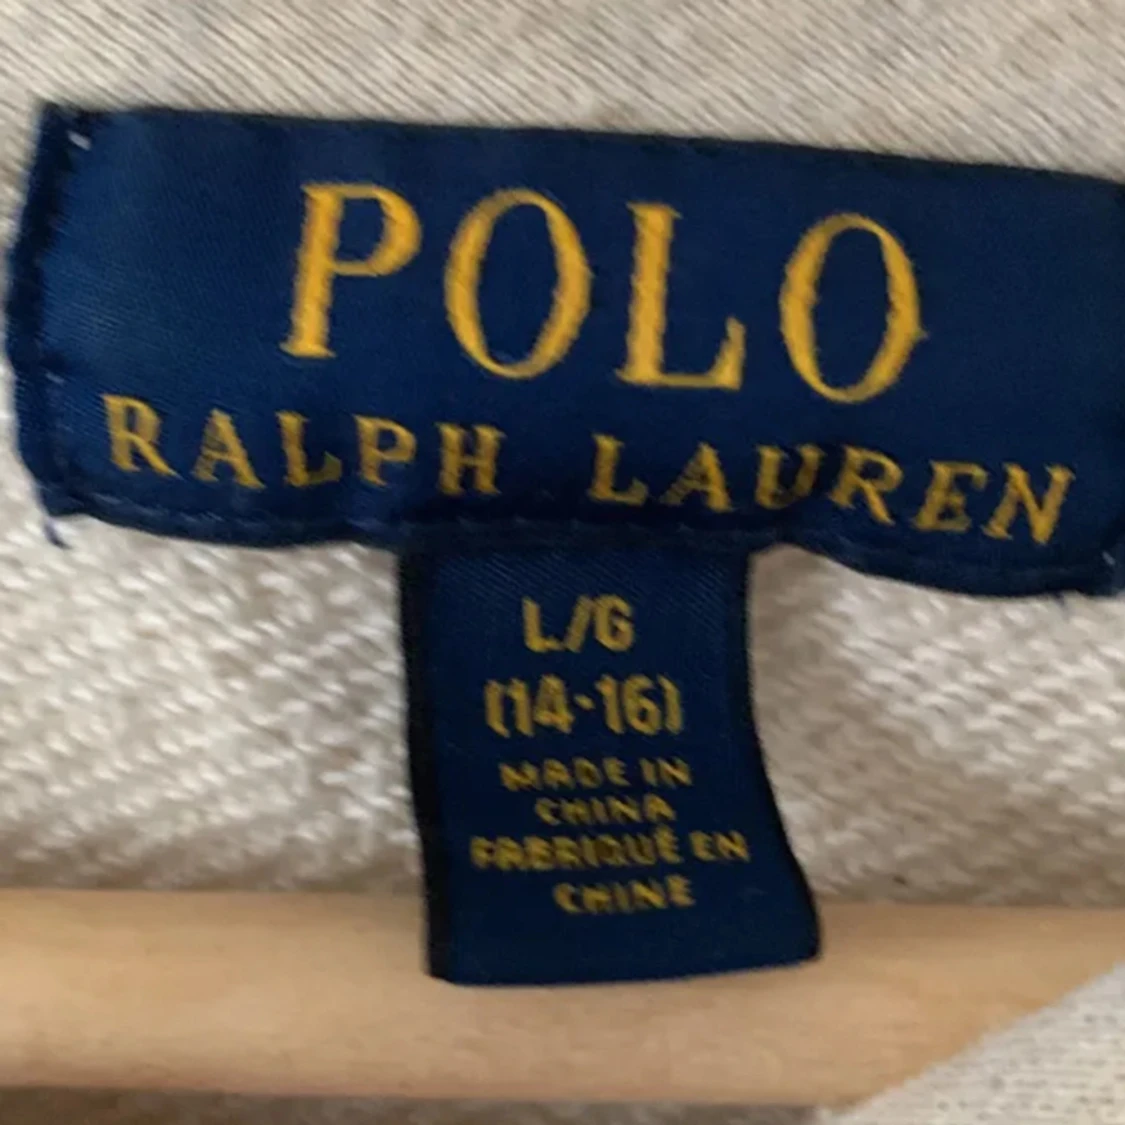 POLO
RALPH LAUREN
L/G
(14-16)
MADE IN
CHINA
FABRIQUÉ EN
CHINE